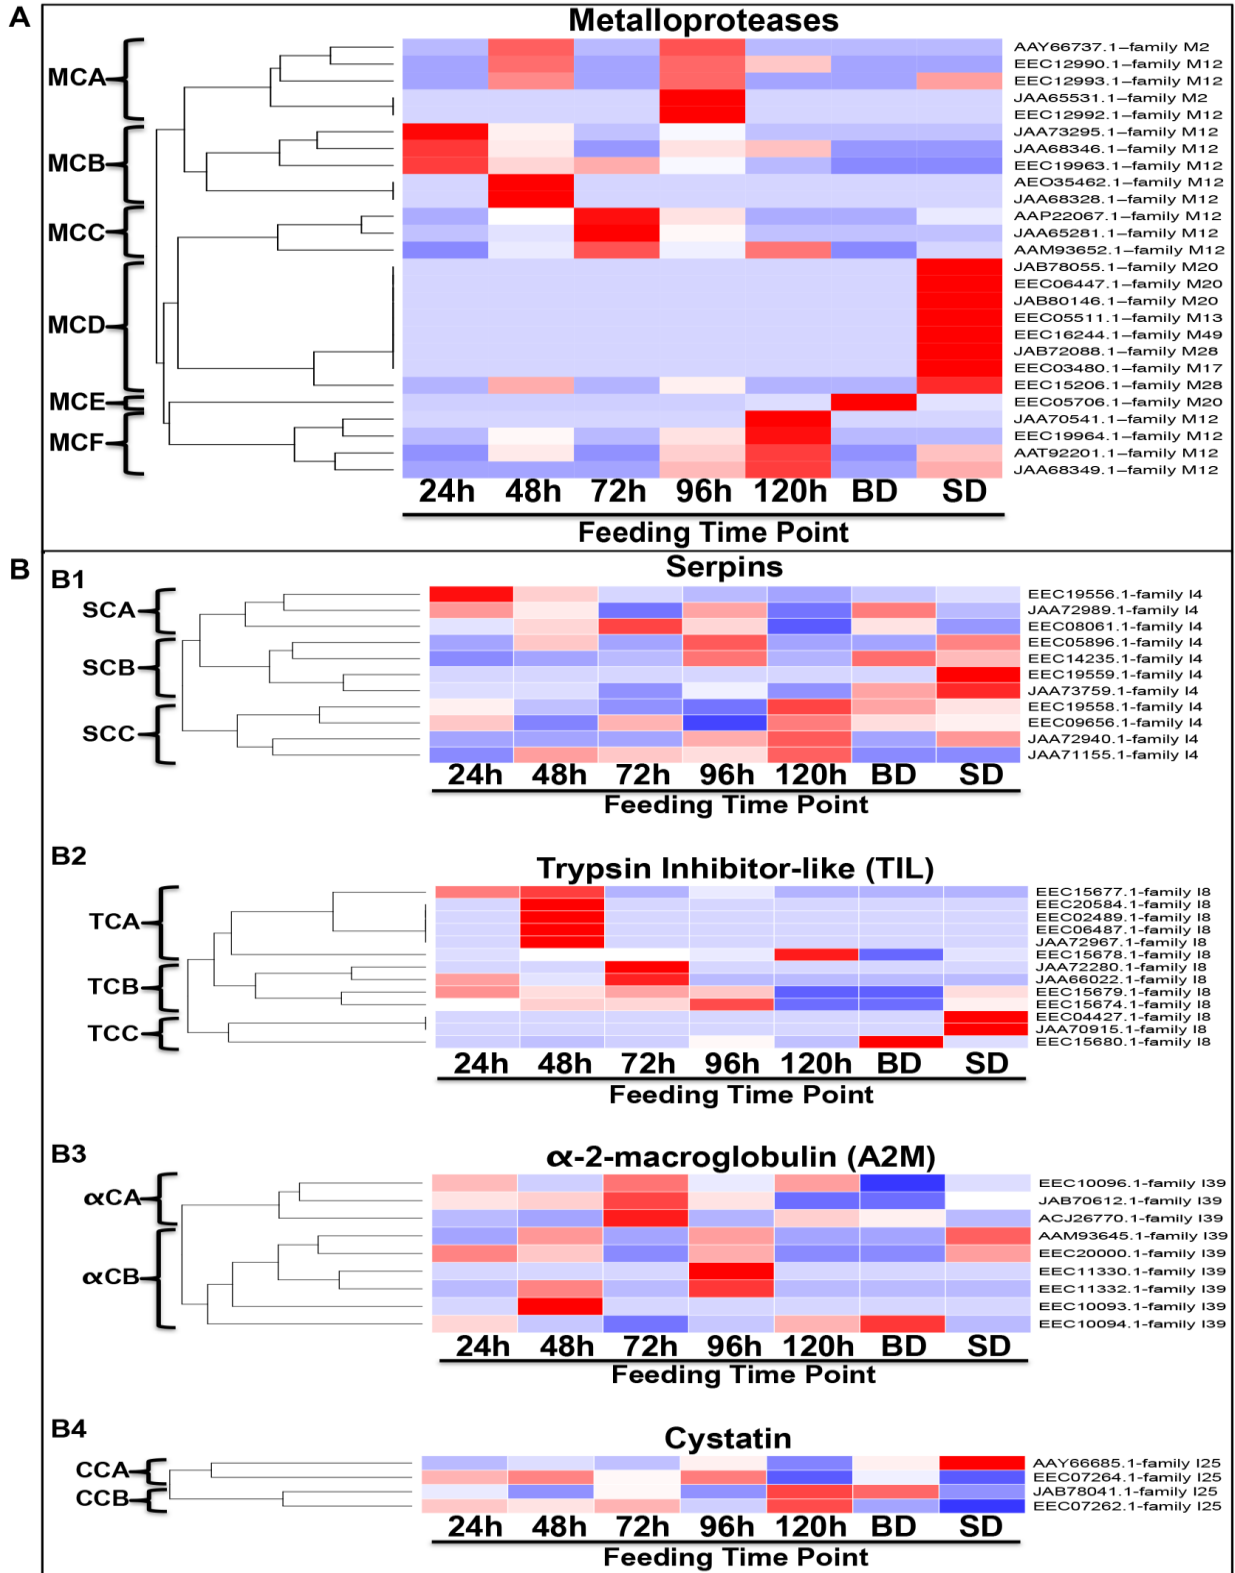 A
Metalloproteases
MCA
MCB
MCC
MCD
MCE
MCF
AAY66737.1–family M2
EEC12990.1–family M12
EEC12993.1–family M12
JAA65531.1–family M2
EEC12992.1–family M12
JAA73295.1–family M12
JAA68346.1–family M12
EEC19963.1–family M12
AEO35462.1–family M12
JAA68328.1–family M12
AAP22067.1–family M12
JAA65281.1–family M12
AAM93652.1–family M12
JAB78055.1–family M20
EEC06447.1–family M20
JAB80146.1–family M20
EEC05511.1–family M13
EEC16244.1–family M49
JAB72088.1–family M28
EEC03480.1–family M17
EEC15206.1–family M28
EEC05706.1–family M20
JAA70541.1–family M12
EEC19964.1–family M12
AAT92201.1–family M12
JAA68349.1–family M12
24h 48h 72h 96h 120h BD SD
Feeding Time Point
B
B1
Serpins
SCA
SCB
SCC
EEC19556.1-family I4
JAA72989.1-family I4
EEC08061.1-family I4
EEC05896.1-family I4
EEC14235.1-family I4
EEC19559.1-family I4
JAA73759.1-family I4
EEC19558.1-family I4
EEC09656.1-family I4
JAA72940.1-family I4
JAA71155.1-family I4
24h 48h 72h 96h 120h BD SD
Feeding Time Point
B2
Trypsin Inhibitor-like (TIL)
TCA
TCB
TCC
EEC15677.1-family I8
EEC20584.1-family I8
EEC02489.1-family I8
EEC06487.1-family I8
JAA72967.1-family I8
EEC15678.1-family I8
JAA72280.1-family I8
JAA66022.1-family I8
EEC15679.1-family I8
EEC15674.1-family I8
EEC04427.1-family I8
JAA70915.1-family I8
EEC15680.1-family I8
24h 48h 72h 96h 120h BD SD
Feeding Time Point
B3
α-2-macroglobulin (A2M)
αCA
αCB
EEC10096.1-family I39
JAB70612.1-family I39
ACJ26770.1-family I39
AAM93645.1-family I39
EEC20000.1-family I39
EEC11330.1-family I39
EEC11332.1-family I39
EEC10093.1-family I39
EEC10094.1-family I39
24h 48h 72h 96h 120h BD SD
Feeding Time Point
B4
Cystatin
CCA
CCB
AAY66685.1-family I25
EEC07264.1-family I25
JAB78041.1-family I25
EEC07262.1-family I25
24h 48h 72h 96h 120h BD SD
Feeding Time Point